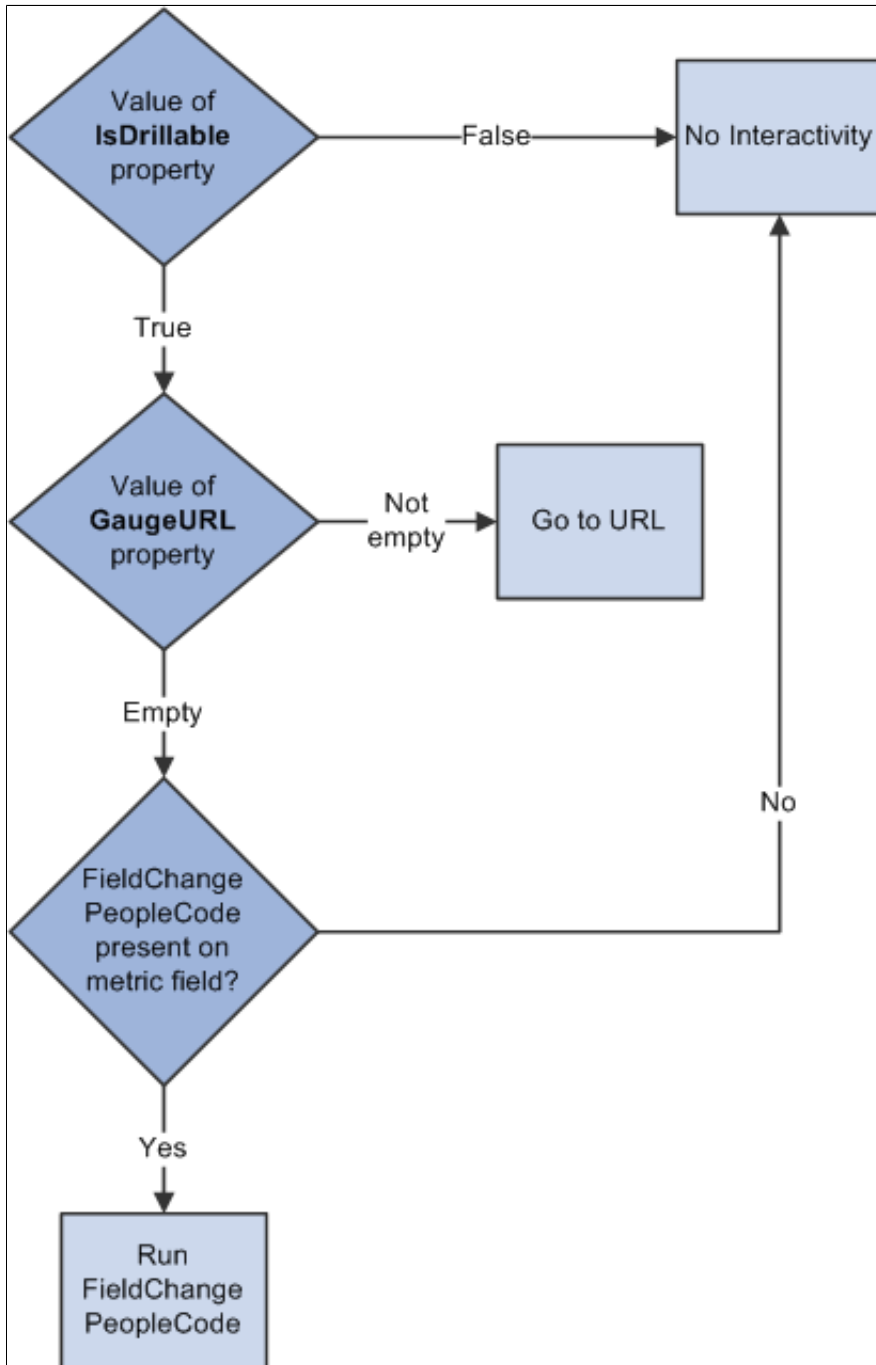 Value of
IsDrillable
property
False
No Interactivity
True
Value of
GaugeURL
property
Not
empty
Go to URL
Empty
No
FieldChange
PeopleCode
present on
metric field?
Yes
Run
FieldChange
PeopleCode